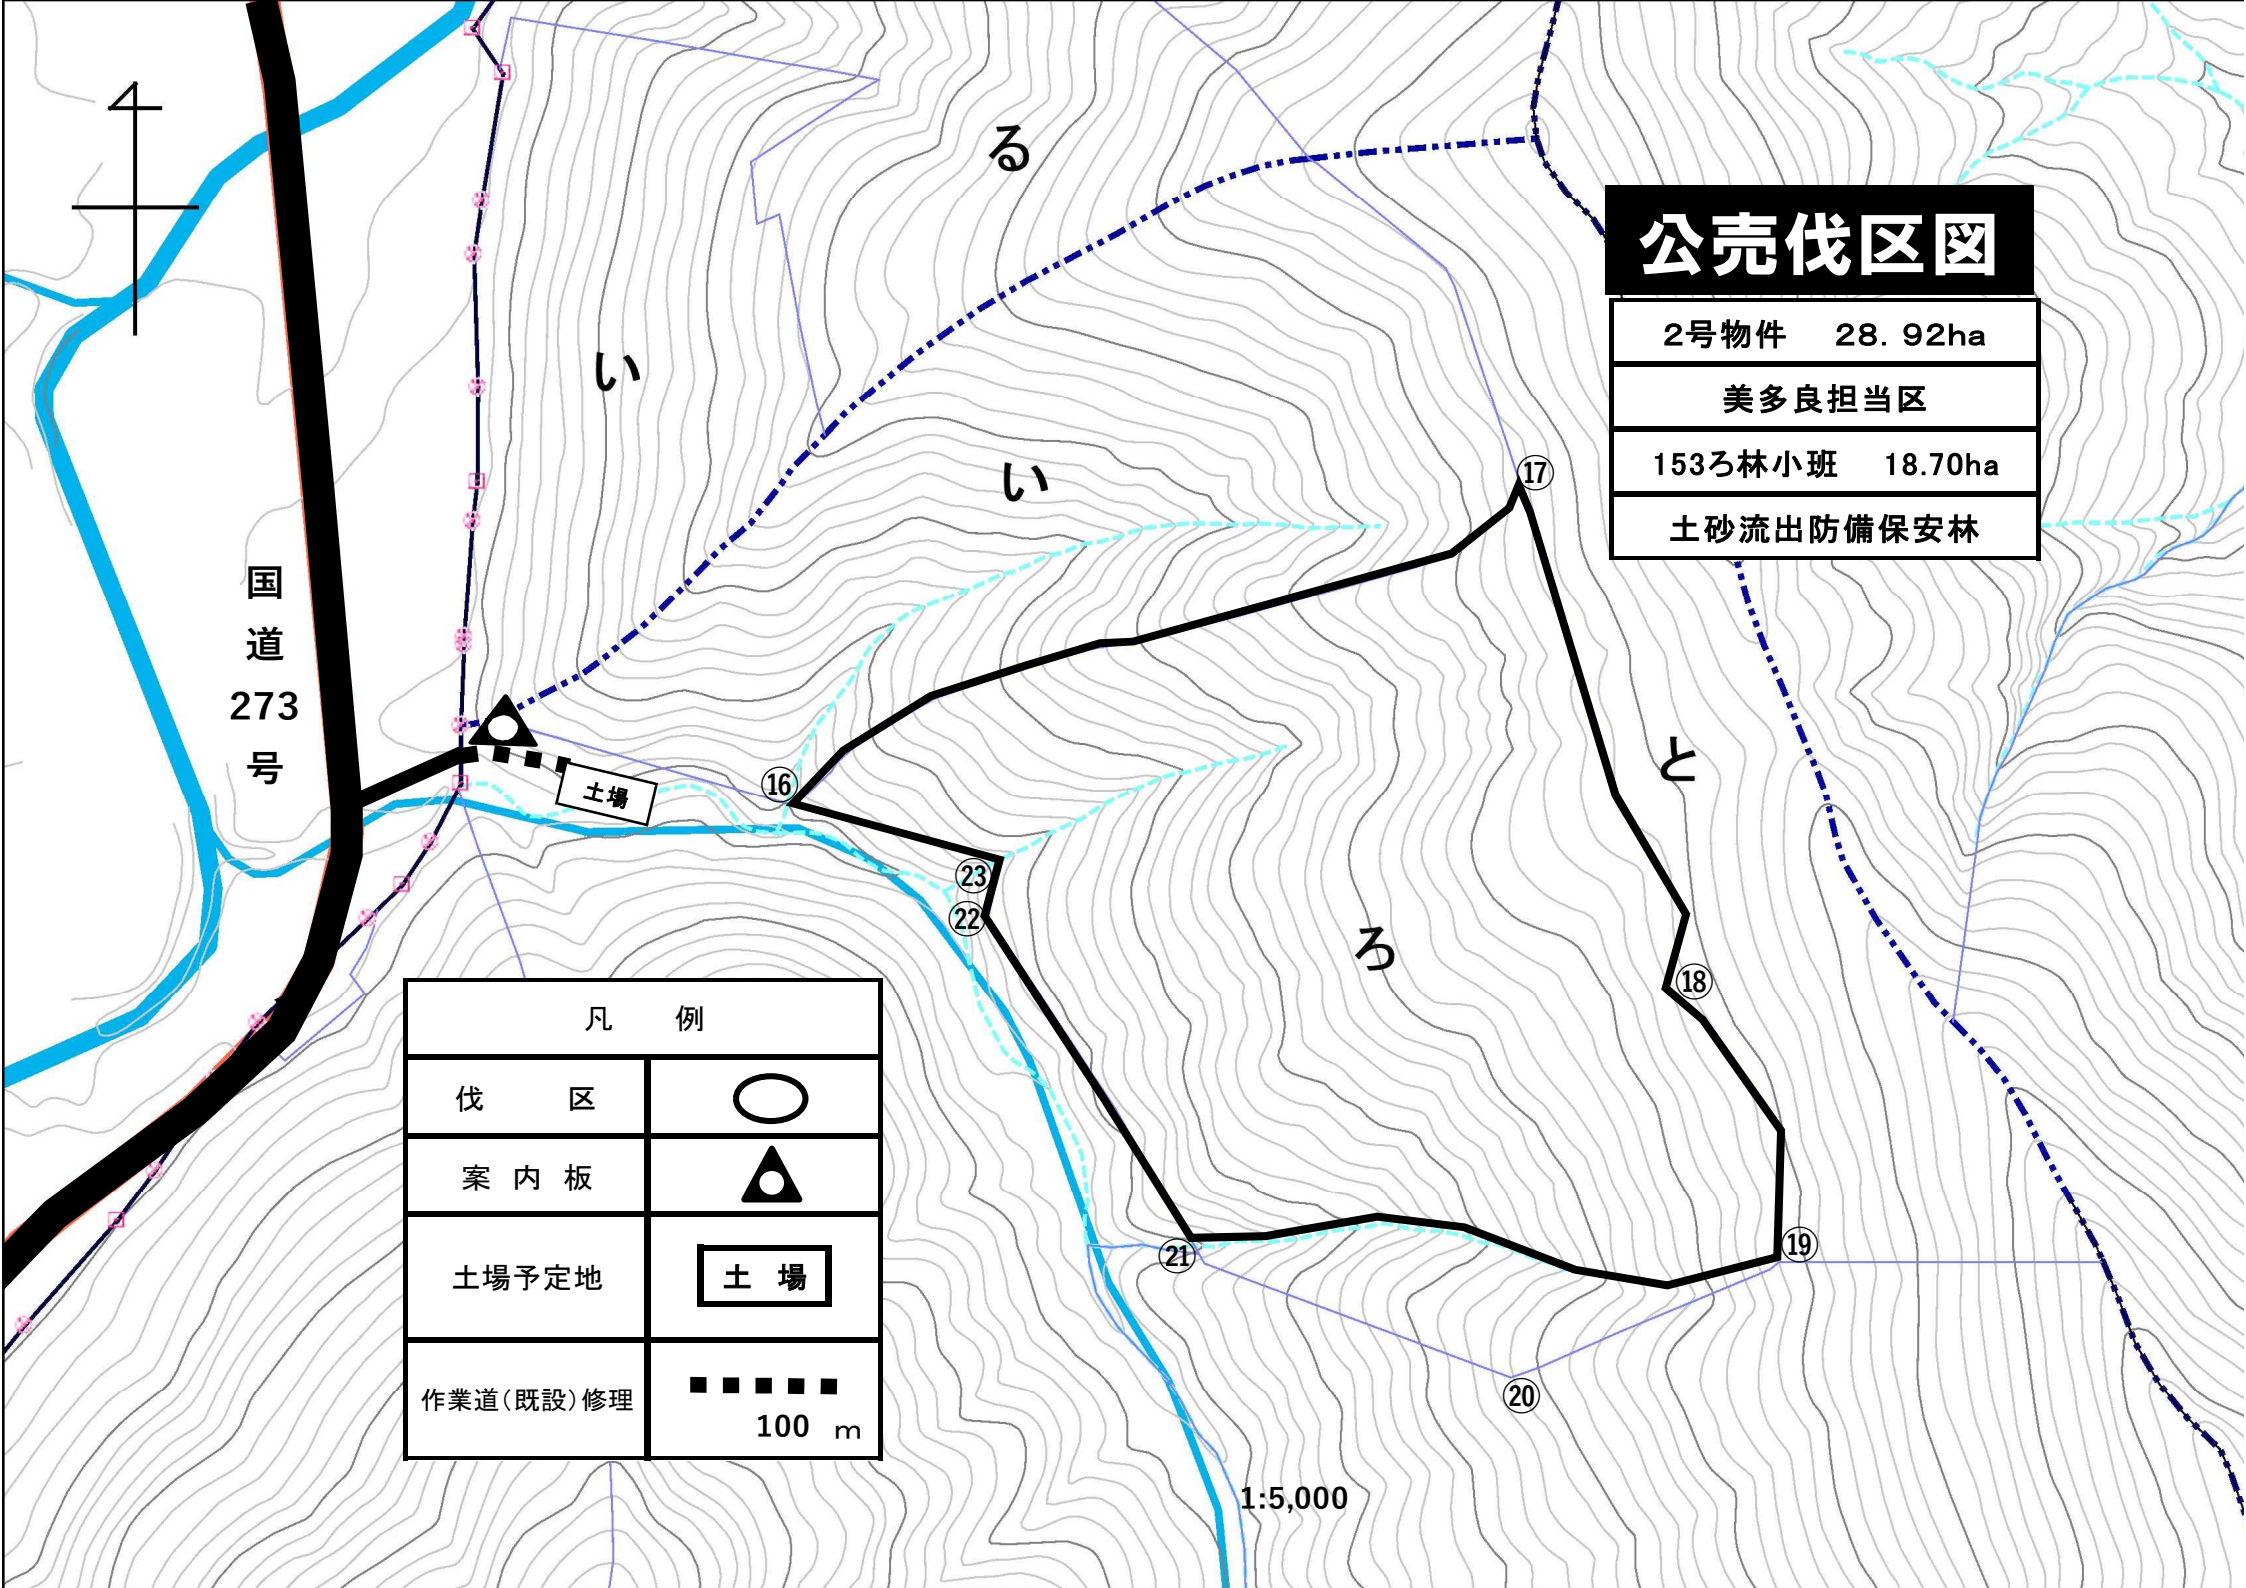 公売伐区図
2号物件　28．92ha
美多良担当区
153ろ林小班　18.70ha
土砂流出防備保安林
る
い
い
と
ろ
国
道
273
号
土場
⑯
⑰
⑱
⑲
⑳
㉑
㉒
㉓
凡　例
伐　区
案 内 板
土場予定地
土 場
作業道(既設)修理
100 m
1:5,000